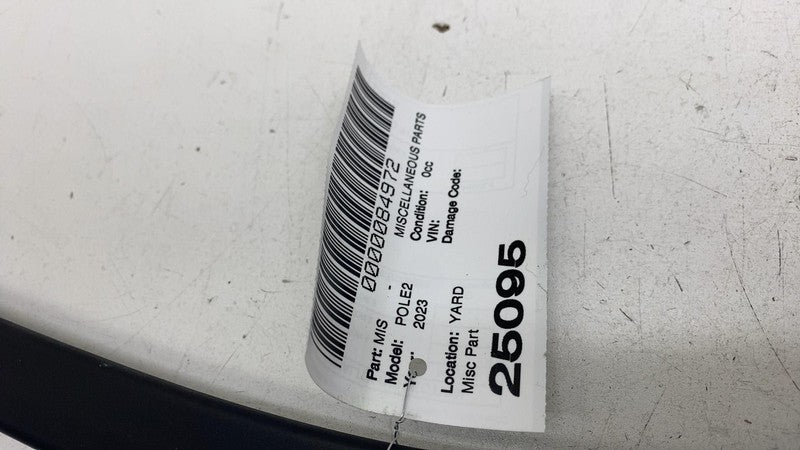 0000084972
Part: MIS - MISCELLANEOUS PARTS
Model: POLE2 Condition: 0cc
2023 VIN:
Damage Code:
Location: YARD
Misc Part
25095